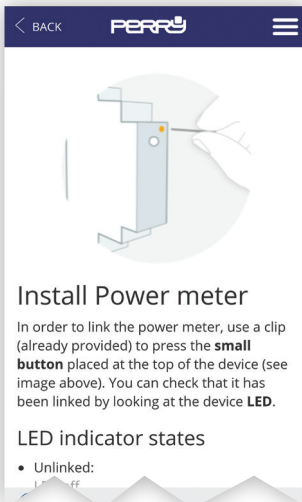 BACK
PERRY
Install Power meter
In order to link the power meter, use a clip
(already provided) to press the small
button placed at the top of the device (see
image above). You can check that it has
been linked by looking at the device LED.
LED indicator states
• Unlinked:
LED off